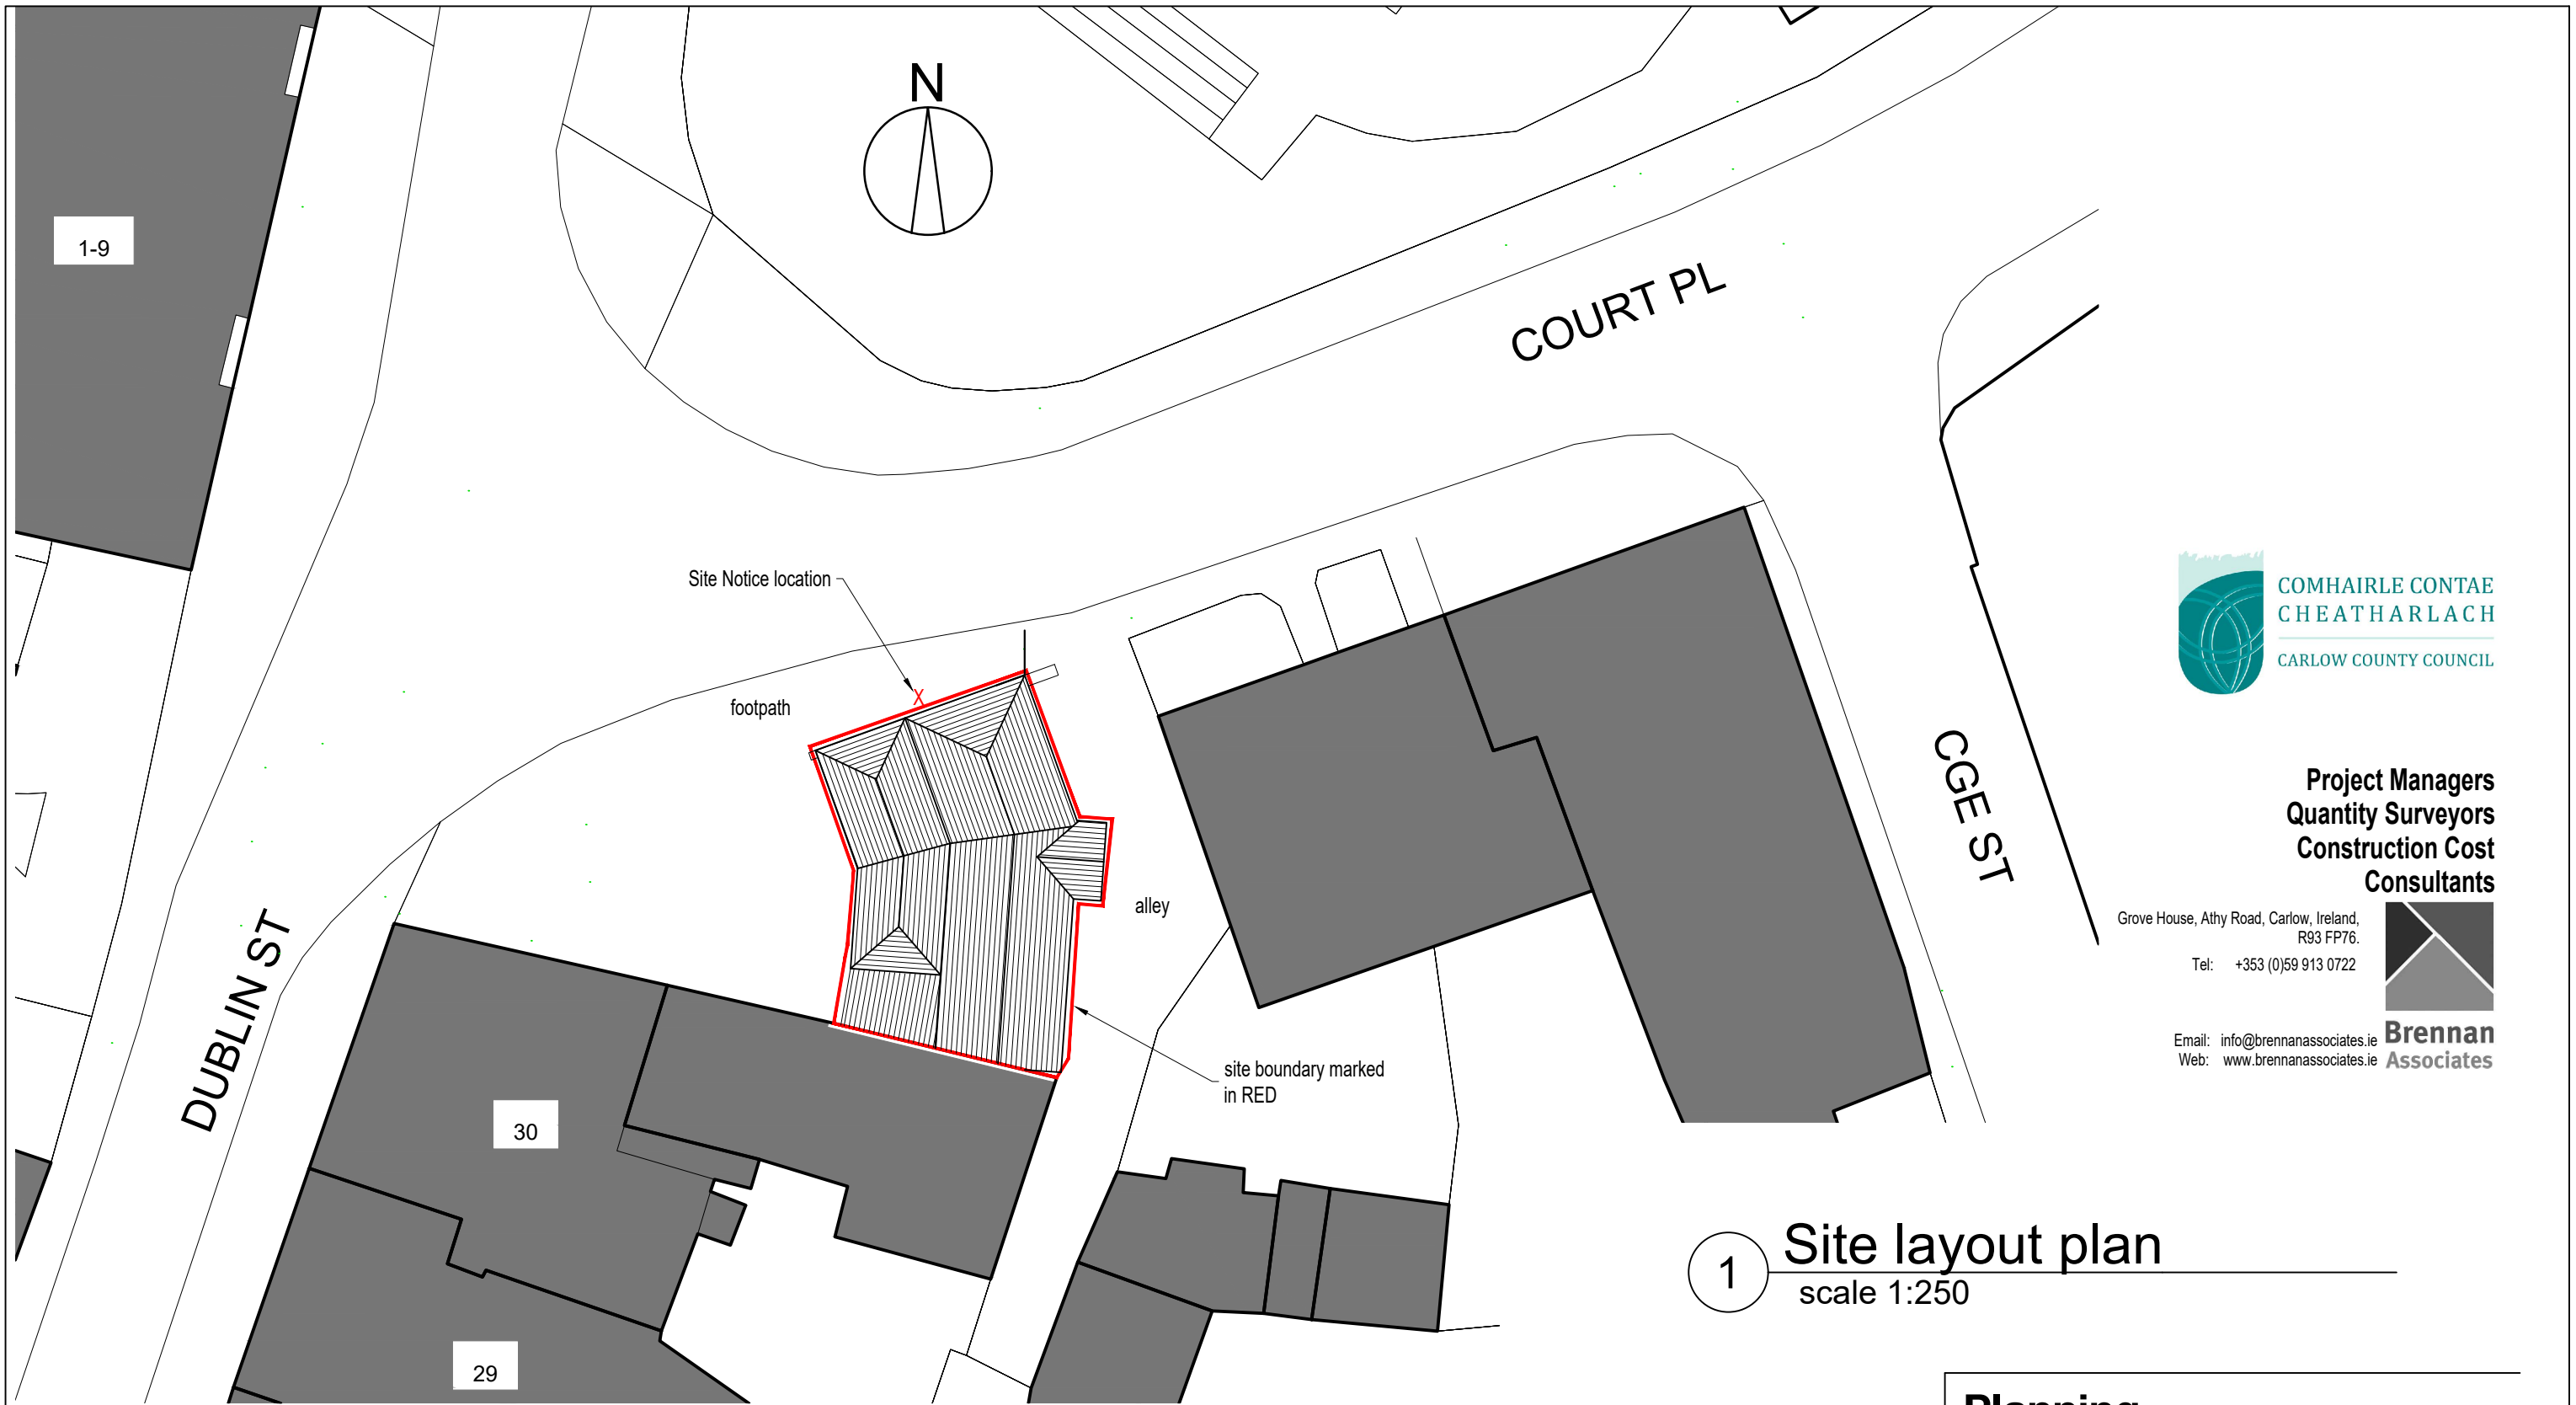 N
1-9
COURT PL
Site Notice location
X
footpath
COMHAIRLE CONTAE
CHEATHARLACH
CARLOW COUNTY COUNCIL
CGE ST
Project Managers
Quantity Surveyors
Construction Cost
Consultants
alley
Grove House, Athy Road, Carlow, Ireland,
R93 FP76.
Tel: +353 (0)59 913 0722
DUBLIN ST
Email: info@brennanassociates.ie
Web: www.brennanassociates.ie
Brennan
Associates
site boundary marked
in RED
30
1
Site layout plan
scale 1:250
29
Planning